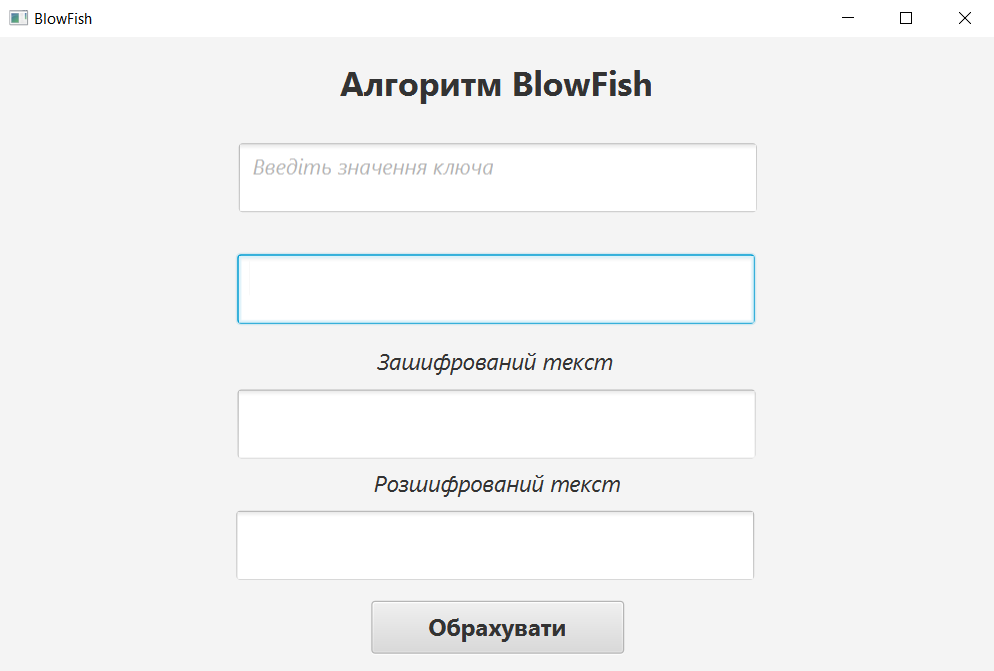 BlowFish
Алгоритм BlowFish
Введіть значення ключа
Зашифрований текст
Розшифрований текст
Обрахувати